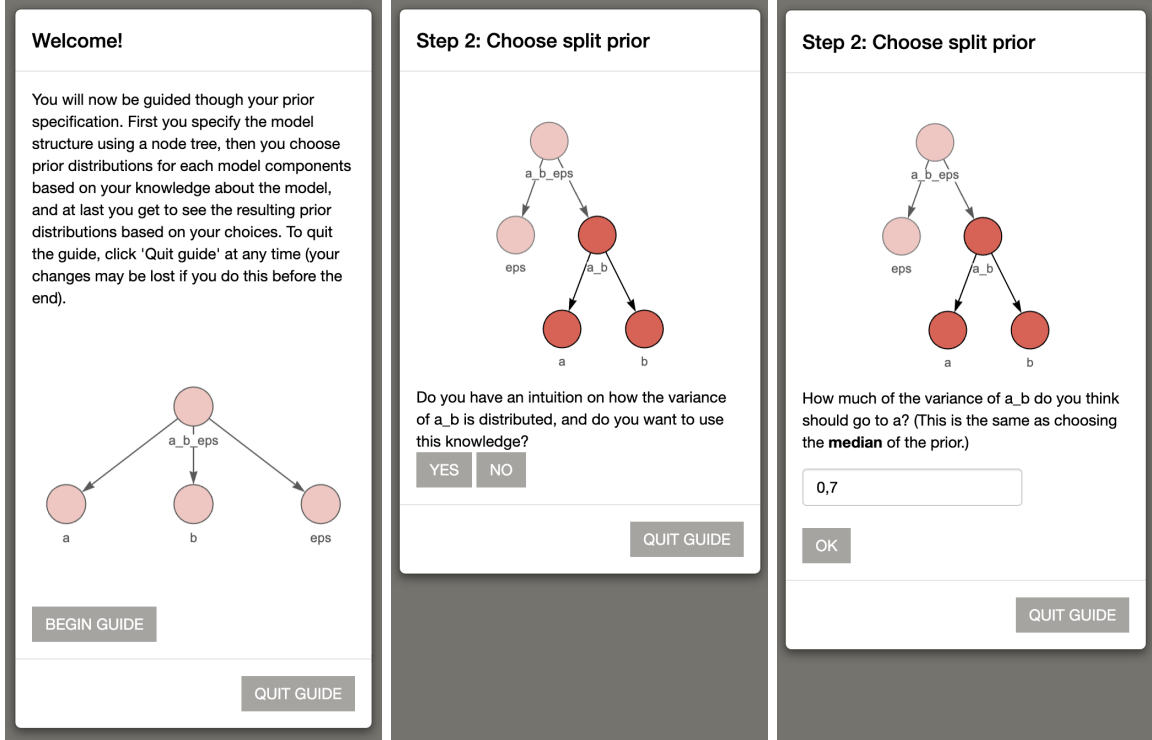 Welcome!
You will now be guided though your prior
specification. First you specify the model
structure using a node tree, then you choose
prior distributions for each model components
based on your knowledge about the model,
and at last you get to see the resulting prior
distributions based on your choices. To quit
the guide, click 'Quit guide' at any time (your
changes may be lost if you do this before the
end).
a_b_eps
a b eps
BEGIN GUIDE
QUIT GUIDE
Step 2: Choose split prior
a_b_eps
eps a_b
a b
Do you have an intuition on how the variance
of a_b is distributed, and do you want to use
this knowledge?
YES NO
QUIT GUIDE
Step 2: Choose split prior
a_b_eps
eps a_b
a b
How much of the variance of a_b do you think
should go to a? (This is the same as choosing
the median of the prior.)
0,7
OK
QUIT GUIDE